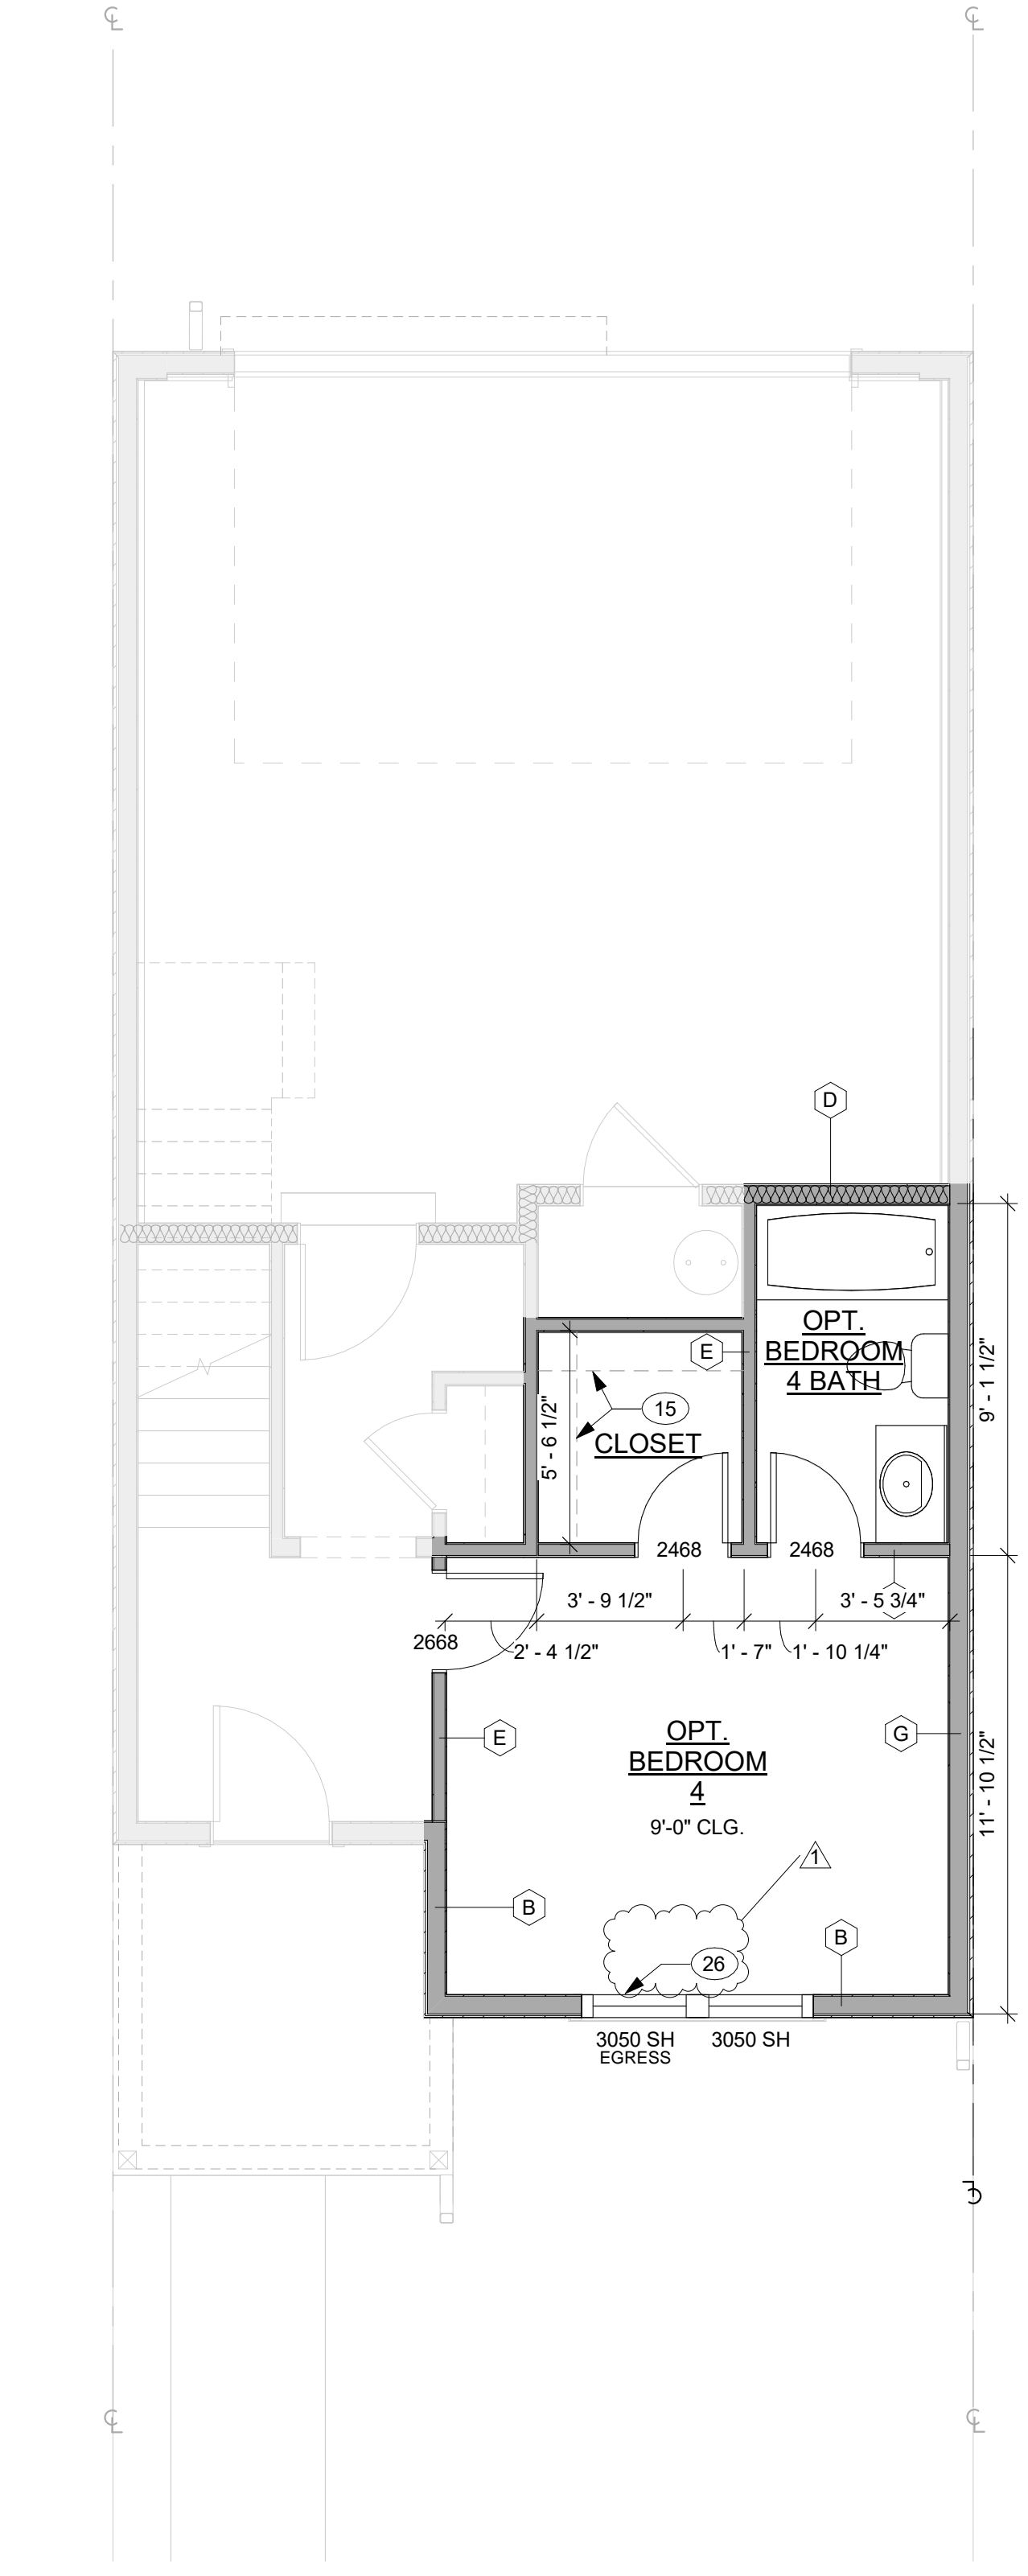 ℄ ℄
D
OPT.
BEDROOM
4 BATH
E
9' - 1 1/2"
15
5' - 6 1/2"
CLOSET
2468 2468
3' - 9 1/2" 3' - 5 3/4"
2668 2' - 4 1/2" 1' - 7" 1' - 10 1/4"
E
OPT.
BEDROOM
4
9'-0" CLG.
G
11' - 10 1/2"
1
B
B
26
3050 SH 3050 SH
EGRESS
℄
℄ ℄